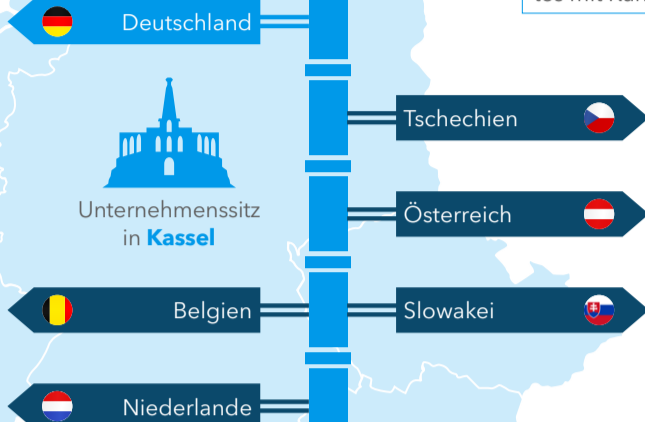 Deutschland
Tschechien
Unternehmenssitz
in Kassel
Österreich
Belgien
Slowakei
Niederlande